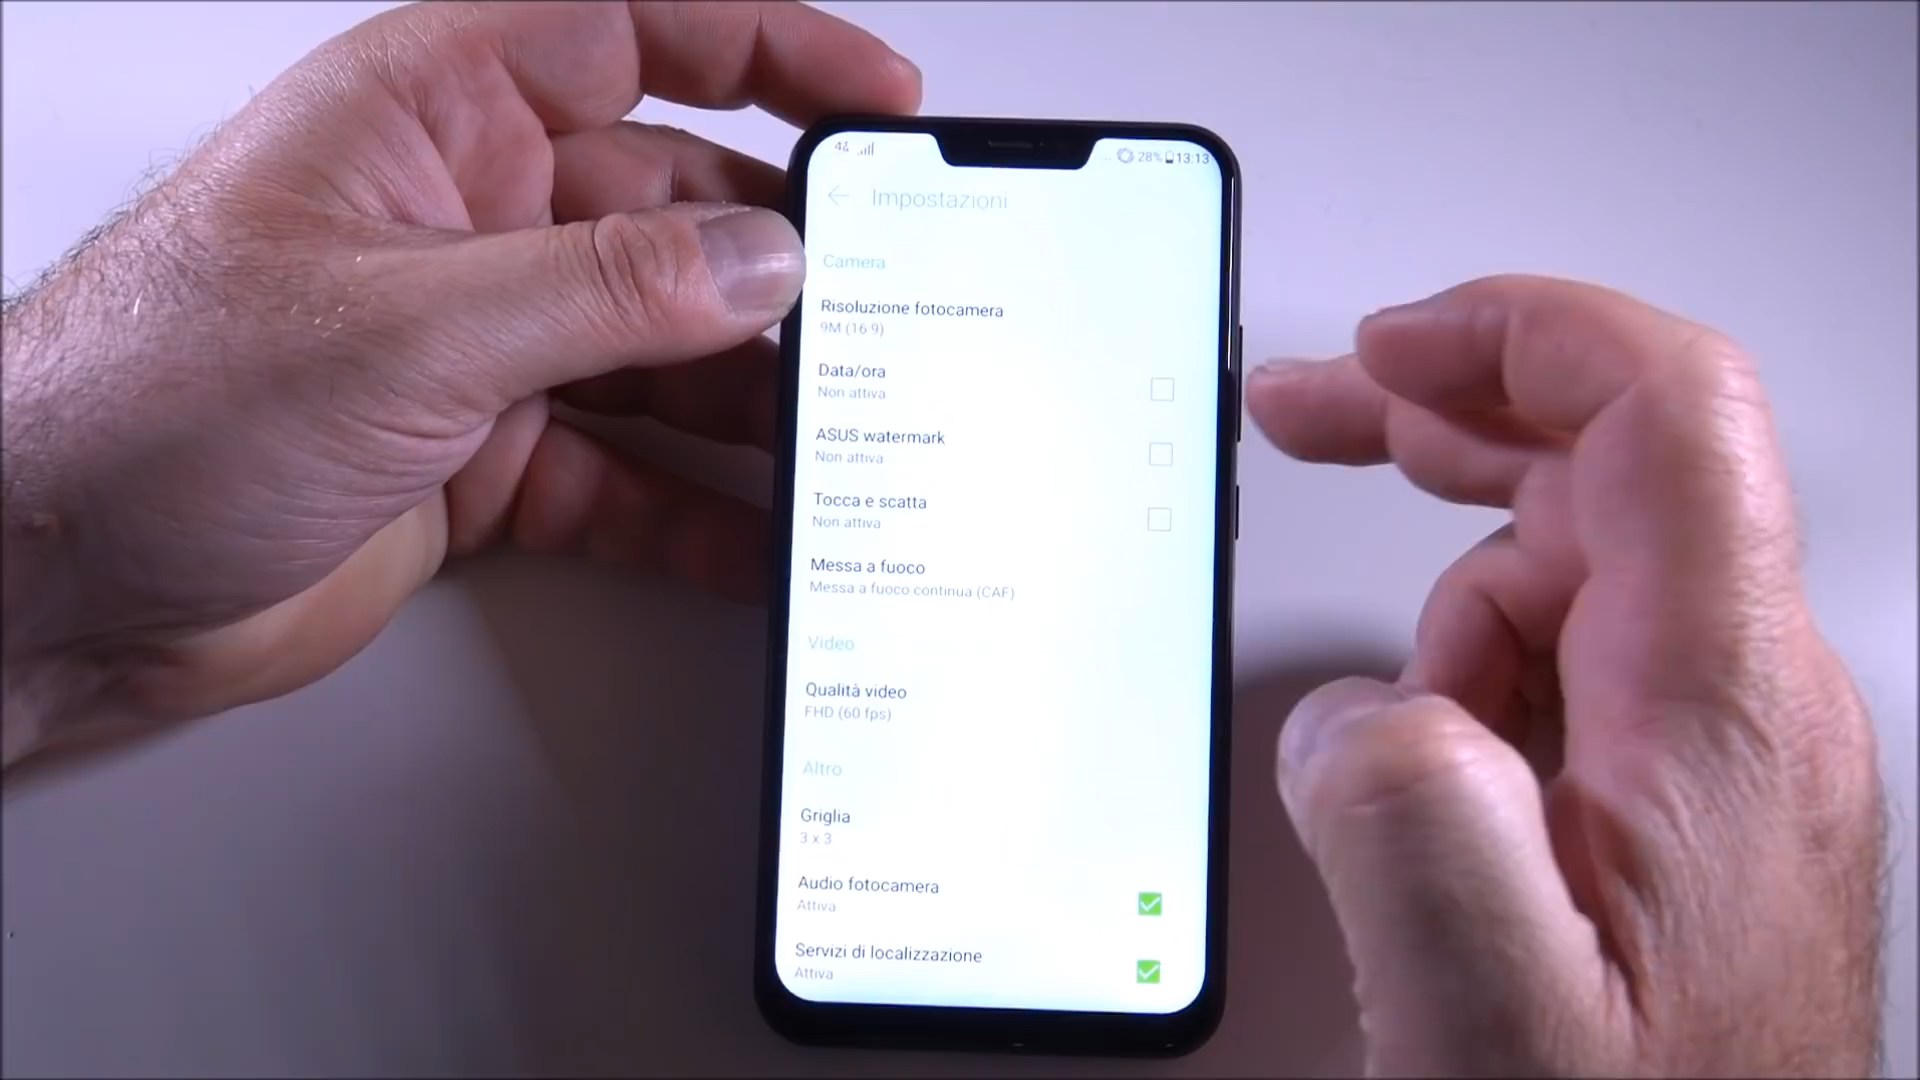 4G 28% 13:13
Impostazioni
Camera
Risoluzione fotocamera
9M (16:9)
Data/ora
Non attiva
ASUS watermark
Non attiva
Tocca e scatta
Non attiva
Messa a fuoco
Messa a fuoco continua (CAF)
Video
Qualità video
FHD (60 fps)
Altro
Griglia
3 x 3
Audio fotocamera
Attiva
Servizi di localizzazione
Attiva